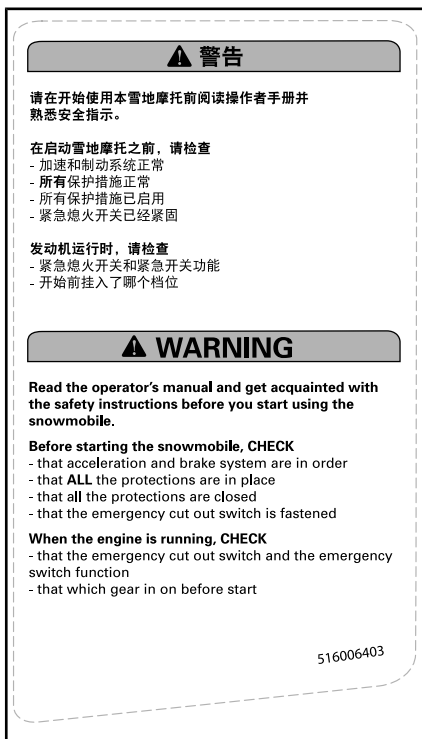 警告
请在开始使用本雪地摩托前阅读操作者手册并
熟悉安全指示。
在启动雪地摩托之前，请检查
- 加速和制动系统正常
- 所有保护措施正常
- 所有保护措施已启用
- 紧急熄火开关已经紧固
发动机运行时，请检查
- 紧急熄火开关和紧急开关功能
- 开始前挂入了哪个档位
WARNING
Read the operator's manual and get acquainted with
the safety instructions before you start using the
snowmobile.
Before starting the snowmobile, CHECK
- that acceleration and brake system are in order
- that ALL the protections are in place
- that all the protections are closed
- that the emergency cut out switch is fastened
When the engine is running, CHECK
- that the emergency cut out switch and the emergency
switch function
- that which gear in on before start
516006403